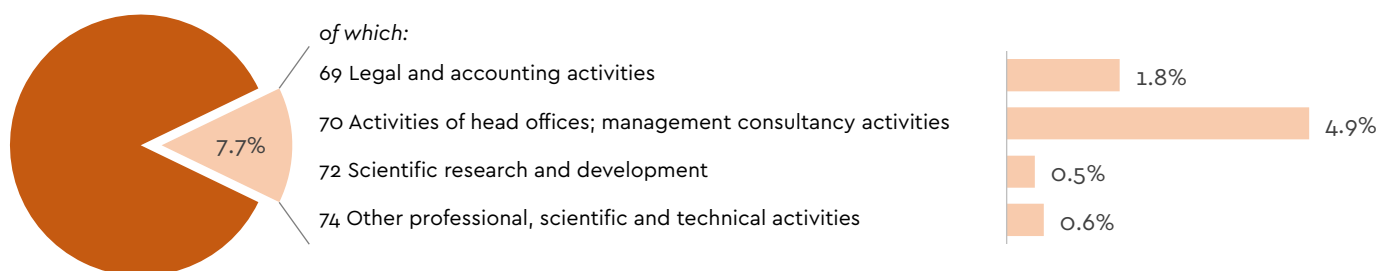 of which:
69 Legal and accounting activities
1.8%
70 Activities of head offices; management consultancy activities
4.9%
7.7%
72 Scientific research and development
0.5%
74 Other professional, scientific and technical activities
0.6%